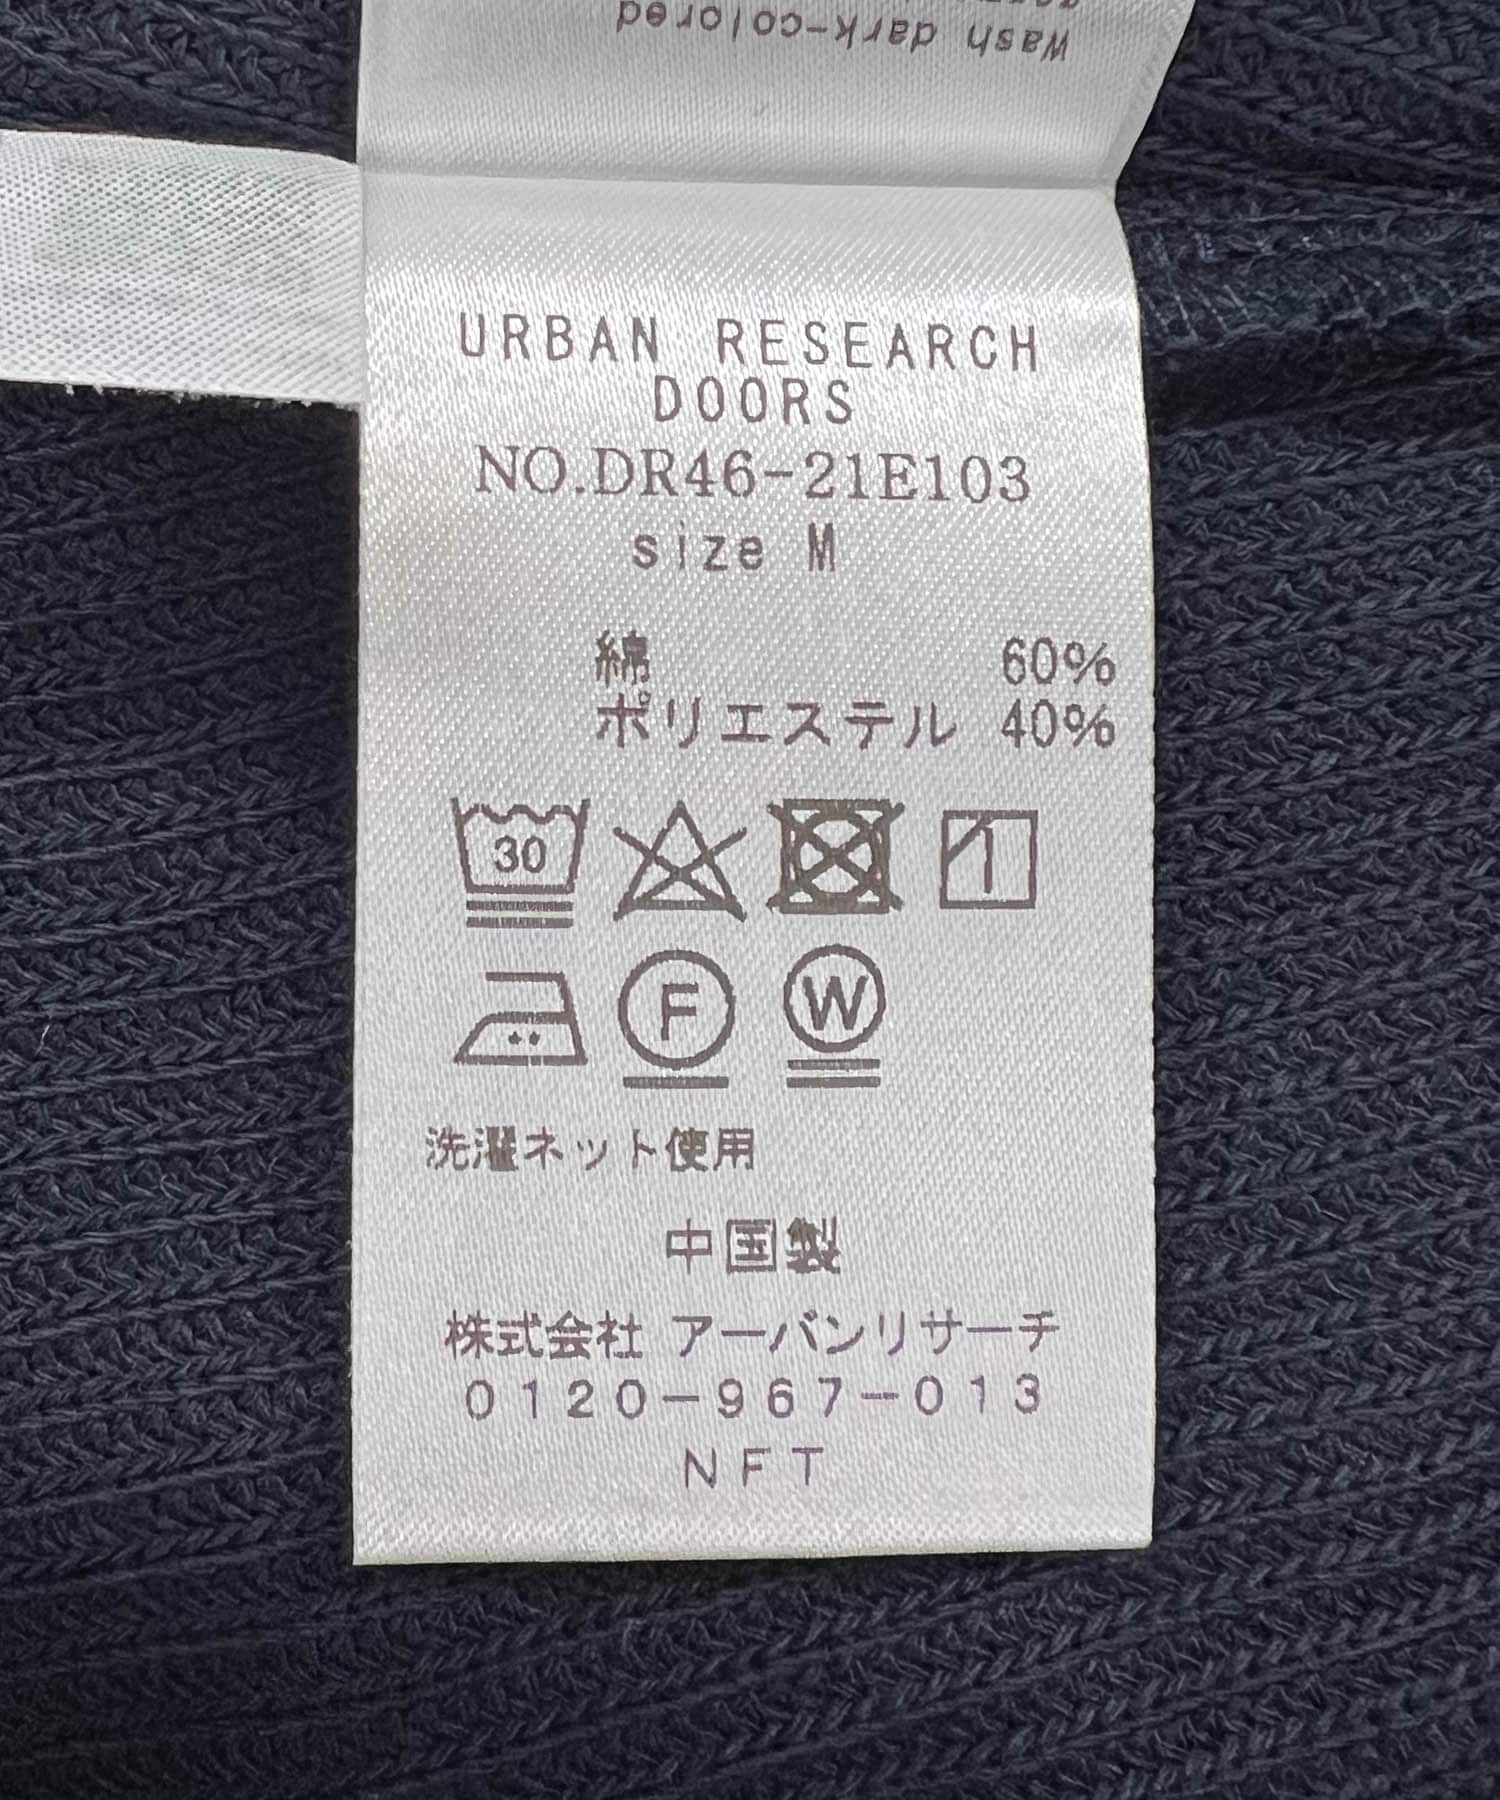 Wash dark-colored
URBAN RESEARCH
DOORS
NO.DR46-21E103
size M
綿 60%
ポリエステル 40%
30
F W
洗濯ネット使用
中国製
株式会社 アーバンリサーチ
0120-967-013
NFT